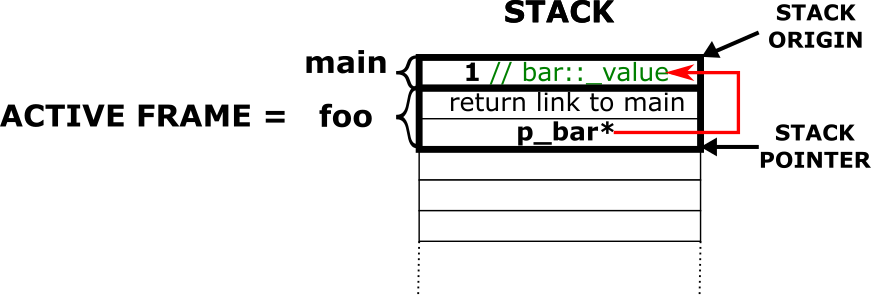 STACK
STACK
ORIGIN
main
1 // bar::_value
ACTIVE FRAME = foo
return link to main
p_bar*
STACK
POINTER